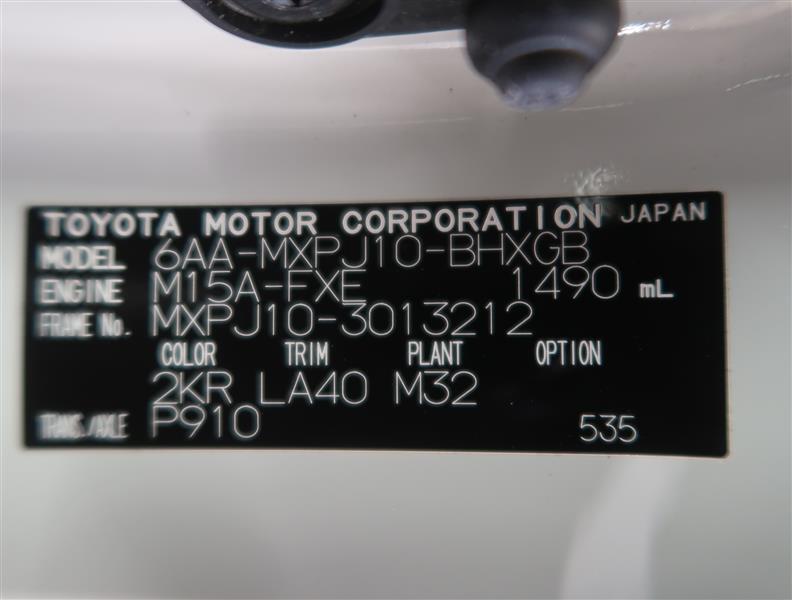 TOYOTA MOTOR CORPORATION JAPAN
MODEL 6AA-MXPJ10-BHXGB
ENGINE M15A-FXE 1490 mL
FRAME No. MXPJ10-3013212
COLOR TRIM PLANT OPTION
2KR LA40 M32
TRANS./AXLE P910 535